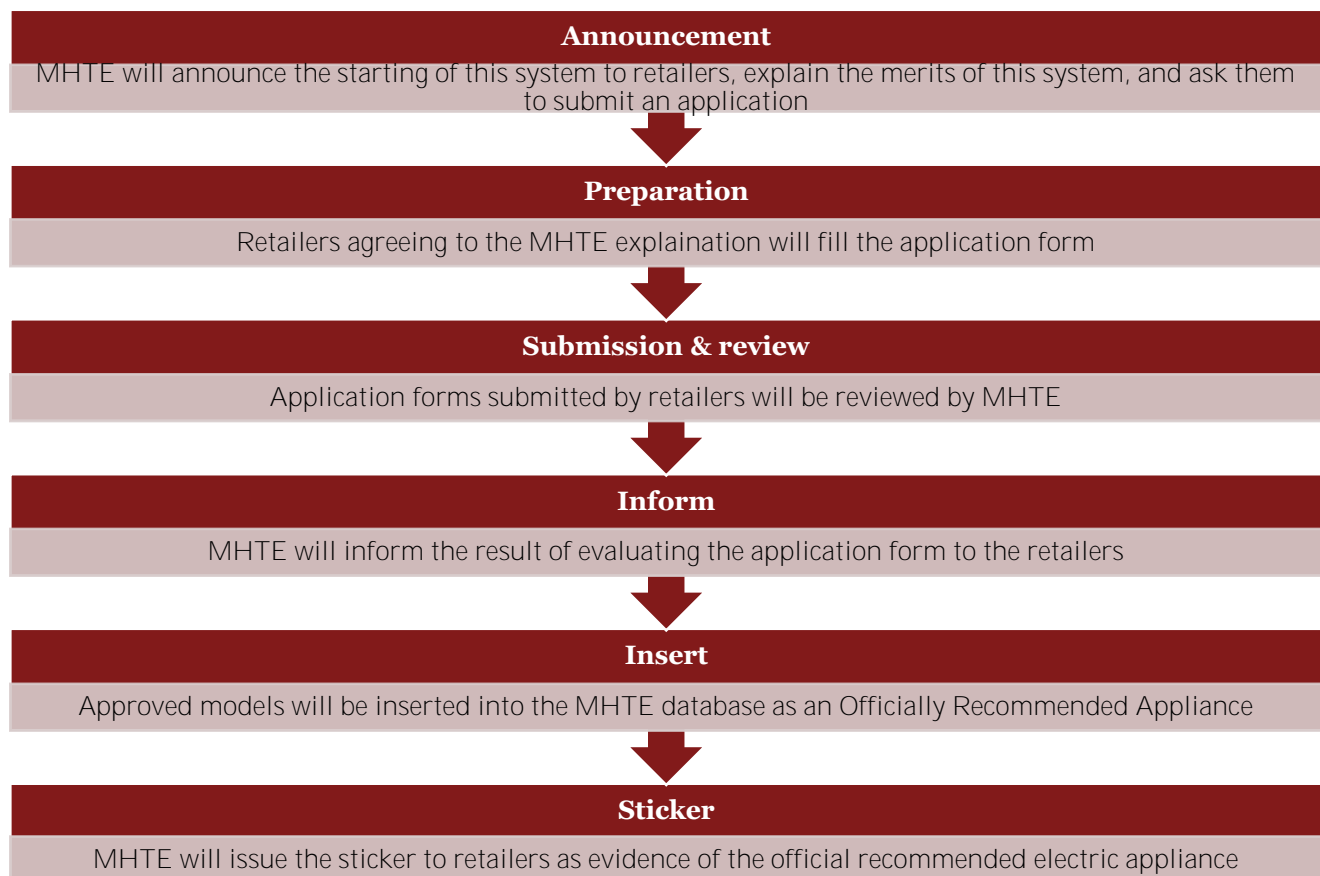 Announcement
MHTE will announce the starting of this system to retailers, explain the merits of this system, and ask them
to submit an application
Preparation
Retailers agreeing to the MHTE explaination will fill the application form
Submission & review
Application forms submitted by retailers will be reviewed by MHTE
Inform
MHTE will inform the result of evaluating the application form to the retailers
Insert
Approved models will be inserted into the MHTE database as an Officially Recommended Appliance
Sticker
MHTE will issue the sticker to retailers as evidence of the official recommended electric appliance